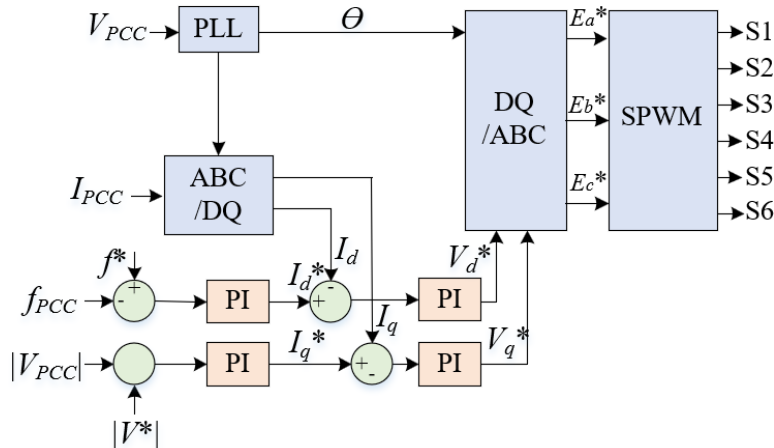 V_PCC
PLL
Ɵ
DQ
/ABC
Ea*
Eb*
Ec*
SPWM
S1
S2
S3
S4
S5
S6
I_PCC
ABC
/DQ
I_d
I_q
f*
+
-
f_PCC
PI
I_d*
+
-
PI
V_d*
|V_PCC|
|V*|
PI
I_q*
+
-
PI
V_q*